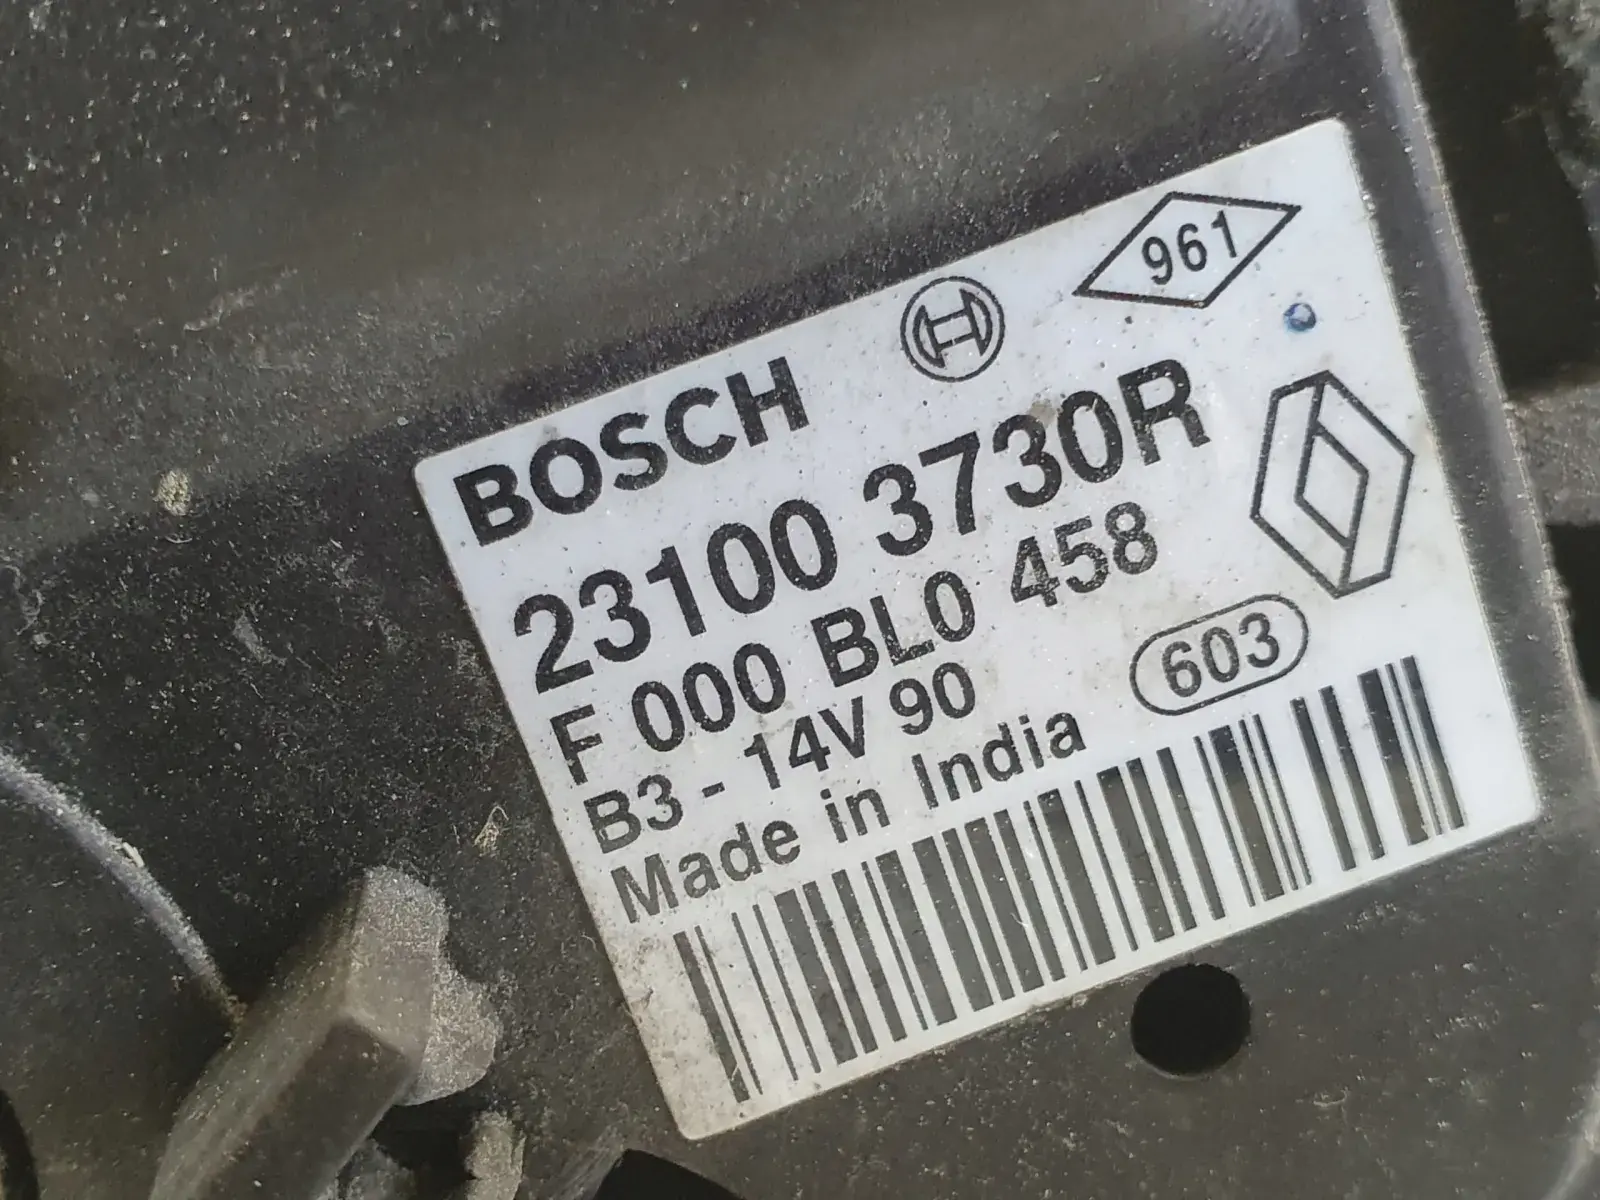 961
BOSCH
23100 3730R
F 000 BL0 458
B3 - 14V 90
603
Made in India